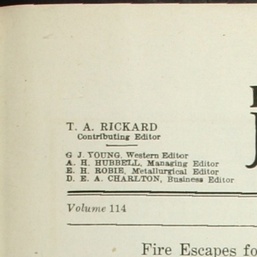 T. A. RICKARD
Contributing Editor
G J. YOUNG, Western Editor
A. H. HUBBELL, Managing Editor
E. H. ROBIE, Metallurgical Editor
D. E. A. CHARLTON, Business Editor
J
Volume 114
Fire Escapes fo